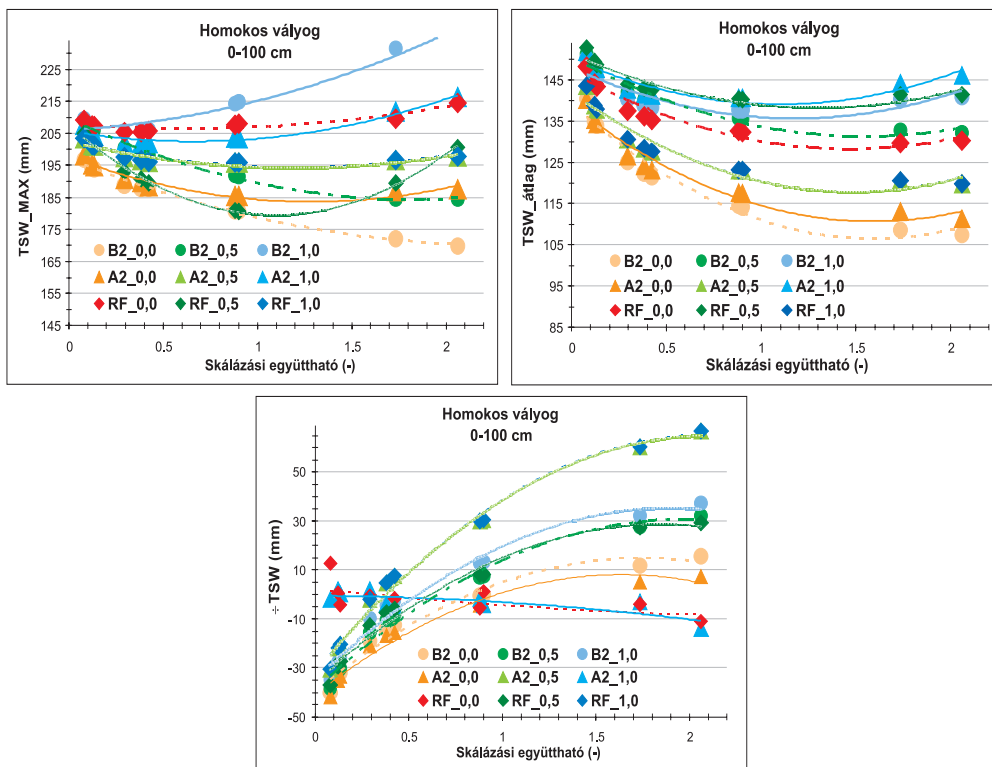 Homokos vályog
0-100 cm
TSW_MAX (mm)
225
215
205
195
185
175
165
155
145
B2_0,0 B2_0,5 B2_1,0
A2_0,0 A2_0,5 A2_1,0
RF_0,0 RF_0,5 RF_1,0
0 0.5 1 1.5 2
Skálázási együttható (-)
Homokos vályog
0-100 cm
TSW_átlag (mm)
145
135
125
115
105
95
85
B2_0,0 B2_0,5 B2_1,0
A2_0,0 A2_0,5 A2_1,0
RF_0,0 RF_0,5 RF_1,0
0 0.5 1 1.5 2
Skálázási együttható (-)
Homokos vályog
0-100 cm
÷ TSW (mm)
50
30
10
-10
-30
-50
B2_0,0 B2_0,5 B2_1,0
A2_0,0 A2_0,5 A2_1,0
RF_0,0 RF_0,5 RF_1,0
0 0.5 1 1.5 2
Skálázási együttható (-)